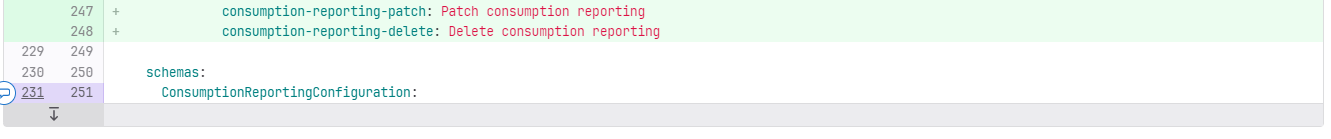 247 + consumption-reporting-patch: Patch consumption reporting
248 + consumption-reporting-delete: Delete consumption reporting
229 249
230 250 schemas:
231 251 ConsumptionReportingConfiguration: